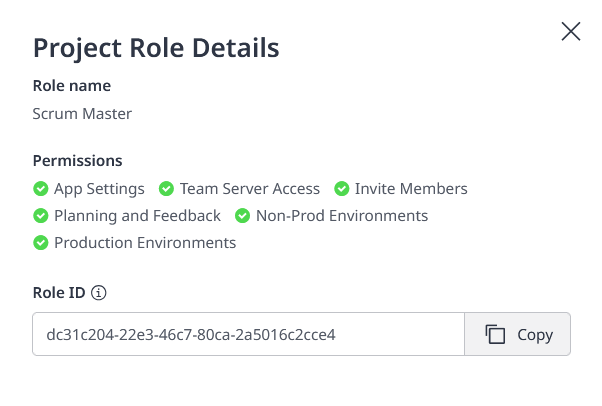 Project Role Details
Role name
Scrum Master
Permissions
App Settings Team Server Access Invite Members
Planning and Feedback Non-Prod Environments
Production Environments
Role ID
dc31c204-22e3-46c7-80ca-2a5016c2cce4 Copy